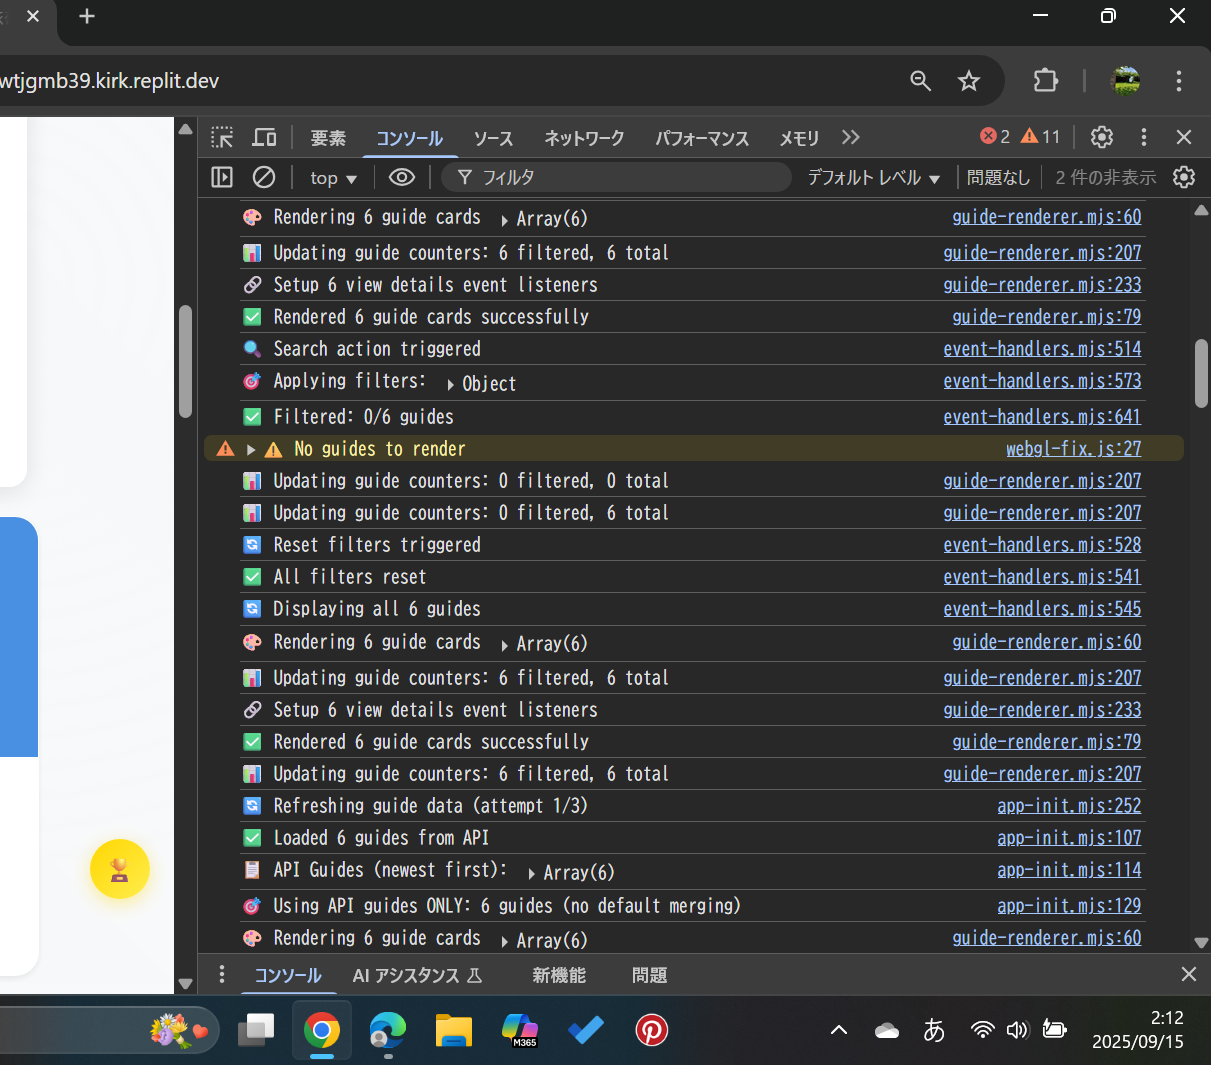 wtjgmb39.kirk.replit.dev
要素 コンソール ソース ネットワーク パフォーマンス メモリ 2 11
top フィルタ デフォルト レベル 問題なし 2 件の非表示
Rendering 6 guide cards Array(6) guide-renderer.mjs:60
Updating guide counters: 6 filtered, 6 total guide-renderer.mjs:207
Setup 6 view details event listeners guide-renderer.mjs:233
Rendered 6 guide cards successfully guide-renderer.mjs:79
Search action triggered event-handlers.mjs:514
Applying filters: Object event-handlers.mjs:573
Filtered: 0/6 guides event-handlers.mjs:641
No guides to render webgl-fix.js:27
Updating guide counters: 0 filtered, 0 total guide-renderer.mjs:207
Updating guide counters: 0 filtered, 6 total guide-renderer.mjs:207
Reset filters triggered event-handlers.mjs:528
All filters reset event-handlers.mjs:541
Displaying all 6 guides event-handlers.mjs:545
Rendering 6 guide cards Array(6) guide-renderer.mjs:60
Updating guide counters: 6 filtered, 6 total guide-renderer.mjs:207
Setup 6 view details event listeners guide-renderer.mjs:233
Rendered 6 guide cards successfully guide-renderer.mjs:79
Updating guide counters: 6 filtered, 6 total guide-renderer.mjs:207
Refreshing guide data (attempt 1/3) app-init.mjs:252
Loaded 6 guides from API app-init.mjs:107
API Guides (newest first): Array(6) app-init.mjs:114
Using API guides ONLY: 6 guides (no default merging) app-init.mjs:129
Rendering 6 guide cards Array(6) guide-renderer.mjs:60
コンソール AI アシスタンス 新機能 問題
M365
あ
2:12
2025/09/15